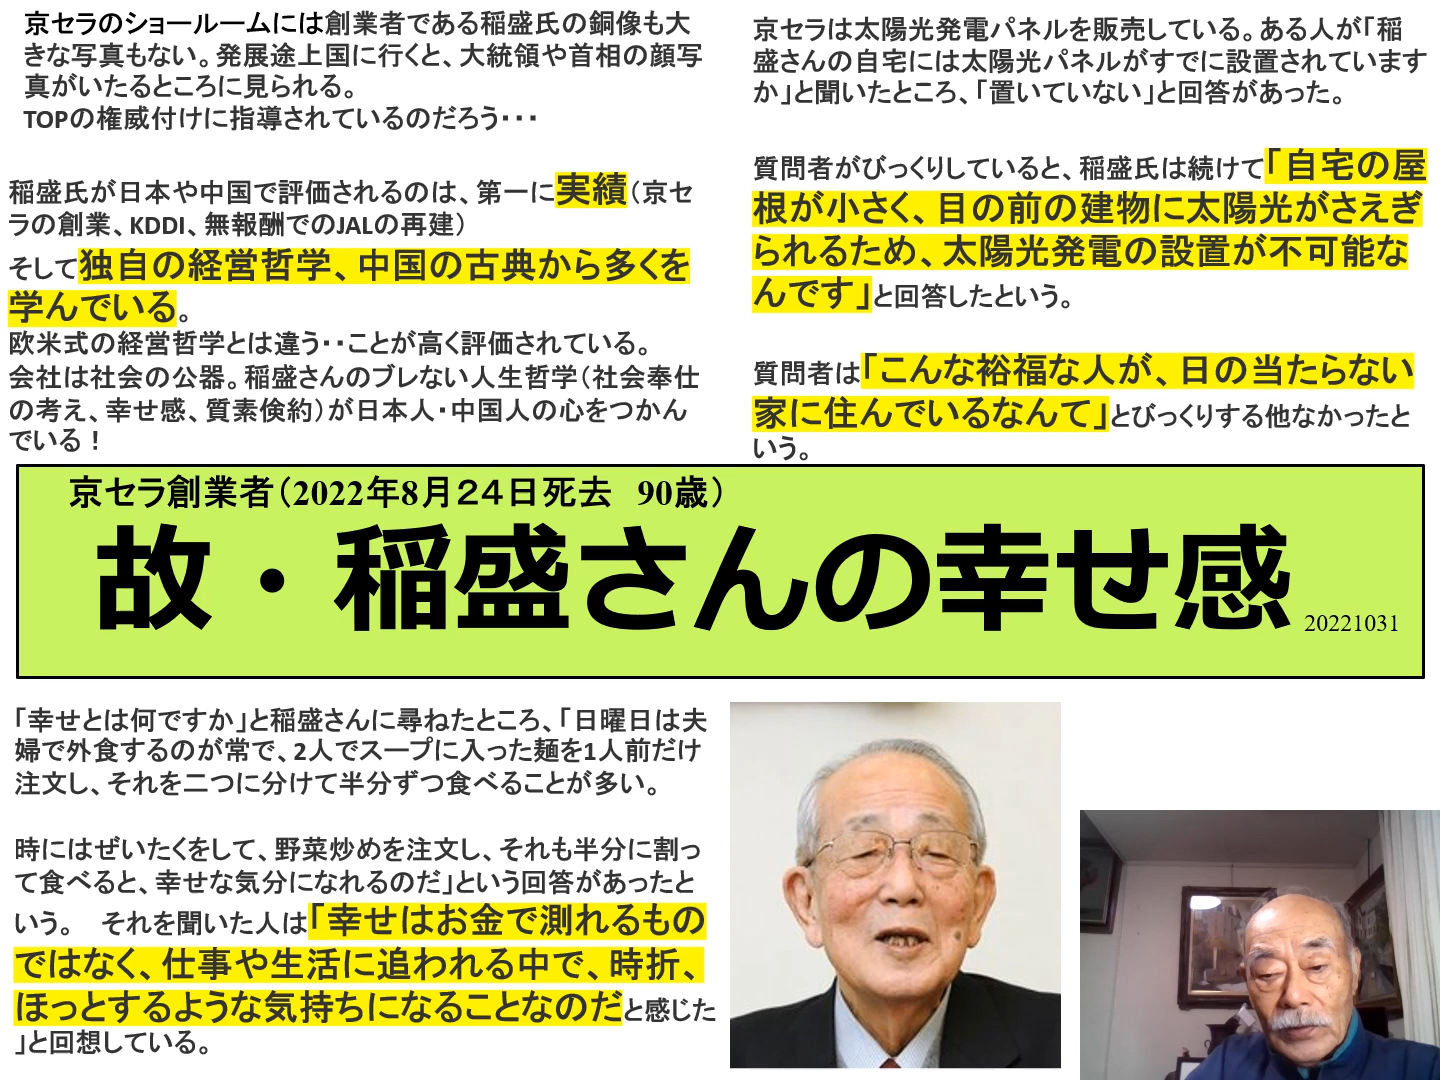 京セラのショールームには創業者である稲盛氏の銅像も大
きな写真もない。発展途上国に行くと、大統領や首相の顔写
真がいたるところに見られる。
TOPの権威付けに指導されているのだろう・・・
稲盛氏が日本や中国で評価されるのは、第一に実績（京セ
ラの創業、KDDI、無報酬でのJALの再建）
そして独自の経営哲学、中国の古典から多くを
学んでいる。
欧米式の経営哲学とは違う・・ことが高く評価されている。
会社は社会の公器。稲盛さんのブレない人生哲学（社会奉仕
の考え、幸せ感、質素倹約）が日本人・中国人の心をつかん
でいる！
京セラは太陽光発電パネルを販売している。ある人が「稲
盛さんの自宅には太陽光パネルがすでに設置されています
か」と聞いたところ、「置いていない」と回答があった。
質問者がびっくりしていると、稲盛氏は続けて「自宅の屋
根が小さく、目の前の建物に太陽光がさえぎ
られるため、太陽光発電の設置が不可能な
んです」と回答したという。
質問者は「こんな裕福な人が、日の当たらない
家に住んでいるなんて」とびっくりする他なかったと
いう。
京セラ創業者（2022年8月２４日死去　90歳）
故・稲盛さんの幸せ感
20221031
「幸せとは何ですか」と稲盛さんに尋ねたところ、「日曜日は夫
婦で外食するのが常で、2人でスープに入った麺を1人前だけ
注文し、それを二つに分けて半分ずつ食べることが多い。
時にはぜいたくをして、野菜炒めを注文し、それも半分に割っ
て食べると、幸せな気分になれるのだ」という回答があったと
いう。　それを聞いた人は「幸せはお金で測れるもの
ではなく、仕事や生活に追われる中で、時折、
ほっとするような気持ちになることなのだと感じた
」と回想している。